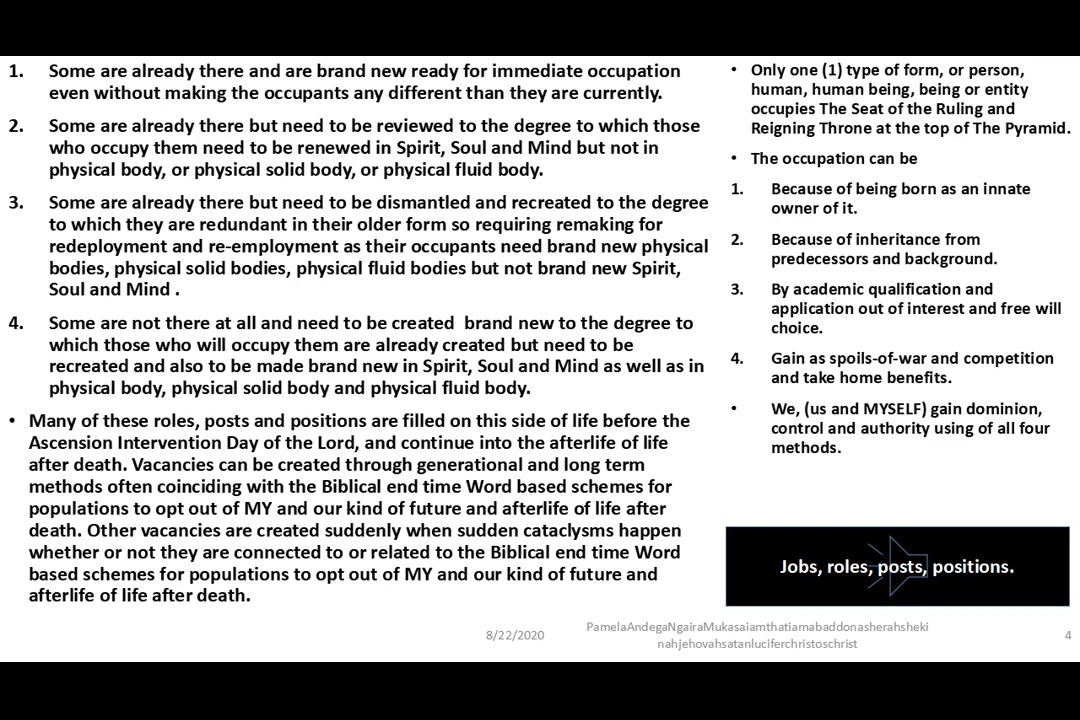 1. Some are already there and are brand new ready for immediate occupation
even without making the occupants any different than they are currently.
2. Some are already there but need to be reviewed to the degree to which those
who occupy them need to be renewed in Spirit, Soul and Mind but not in
physical body, or physical solid body, or physical fluid body.
3. Some are already there but need to be dismantled and recreated to the degree
to which they are redundant in their older form so requiring remaking for
redeployment and re-employment as their occupants need brand new physical
bodies, physical solid bodies, physical fluid bodies but not brand new Spirit,
Soul and Mind .
4. Some are not there at all and need to be created  brand new to the degree to
which those who will occupy them are already created but need to be
recreated and also to be made brand new in Spirit, Soul and Mind as well as in
physical body, physical solid body and physical fluid body.
• Many of these roles, posts and positions are filled on this side of life before the
Ascension Intervention Day of the Lord, and continue into the afterlife of life
after death. Vacancies can be created through generational and long term
methods often coinciding with the Biblical end time Word based schemes for
populations to opt out of MY and our kind of future and afterlife of life after
death. Other vacancies are created suddenly when sudden cataclysms happen
whether or not they are connected to or related to the Biblical end time Word
based schemes for populations to opt out of MY and our kind of future and
afterlife of life after death.
• Only one (1) type of form, or person,
human, human being, being or entity
occupies The Seat of the Ruling and
Reigning Throne at the top of The Pyramid.
• The occupation can be
1. Because of being born as an innate
owner of it.
2. Because of inheritance from
predecessors and background.
3. By academic qualification and
application out of interest and free will
choice.
4. Gain as spoils-of-war and competition
and take home benefits.
• We, (us and MYSELF) gain dominion,
control and authority using of all four
methods.
Jobs, roles, posts, positions.
8/22/2020
PamelaAndegaNgairaMukasaiamthatiamabaddonasherahsheki
nahjehovahsatanluciferchristoschrist
4